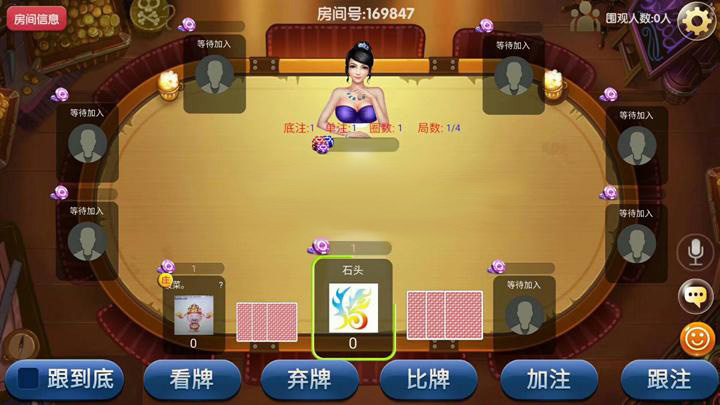 房间信息
房间号:169847
围观人数:0人
等待加入
等待加入
等待加入
等待加入
等待加入
等待加入
底注:1 单注:1 圈数:1 局数:1/4
1
1
石头
等待加入
庄
菜。 ?
0
0
跟到底
看牌
弃牌
比牌
加注
跟注